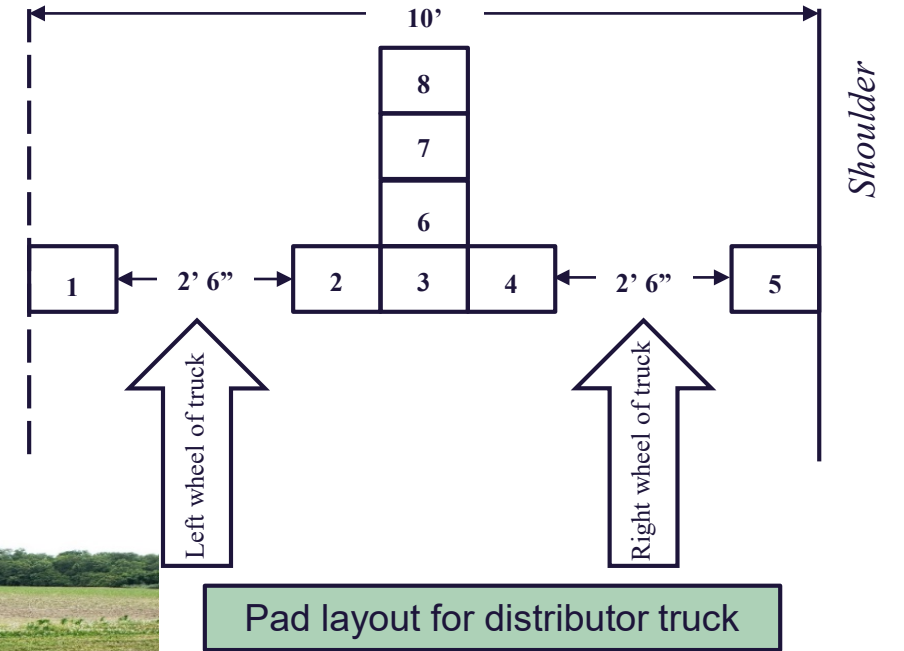 10’
8
Shoulder
7
6
1
2’ 6”
2
3
4
2’ 6”
5
Left wheel of truck
Right wheel of truck
Pad layout for distributor truck